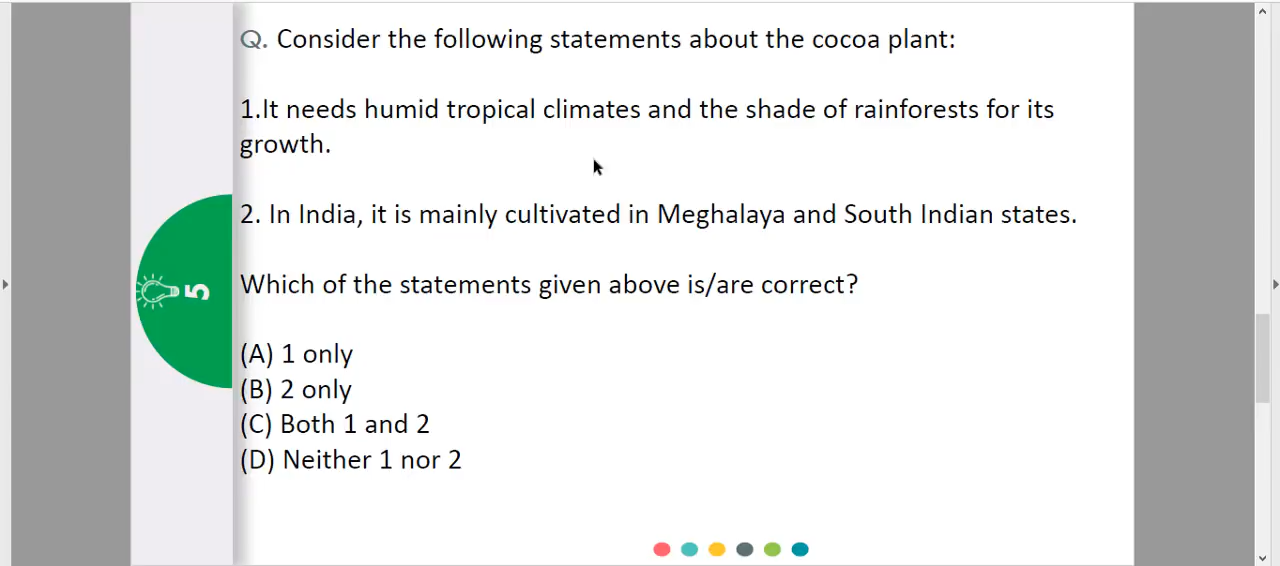 Q. Consider the following statements about the cocoa plant:
1.It needs humid tropical climates and the shade of rainforests for its
growth.
2. In India, it is mainly cultivated in Meghalaya and South Indian states.
5
Which of the statements given above is/are correct?
(A) 1 only
(B) 2 only
(C) Both 1 and 2
(D) Neither 1 nor 2